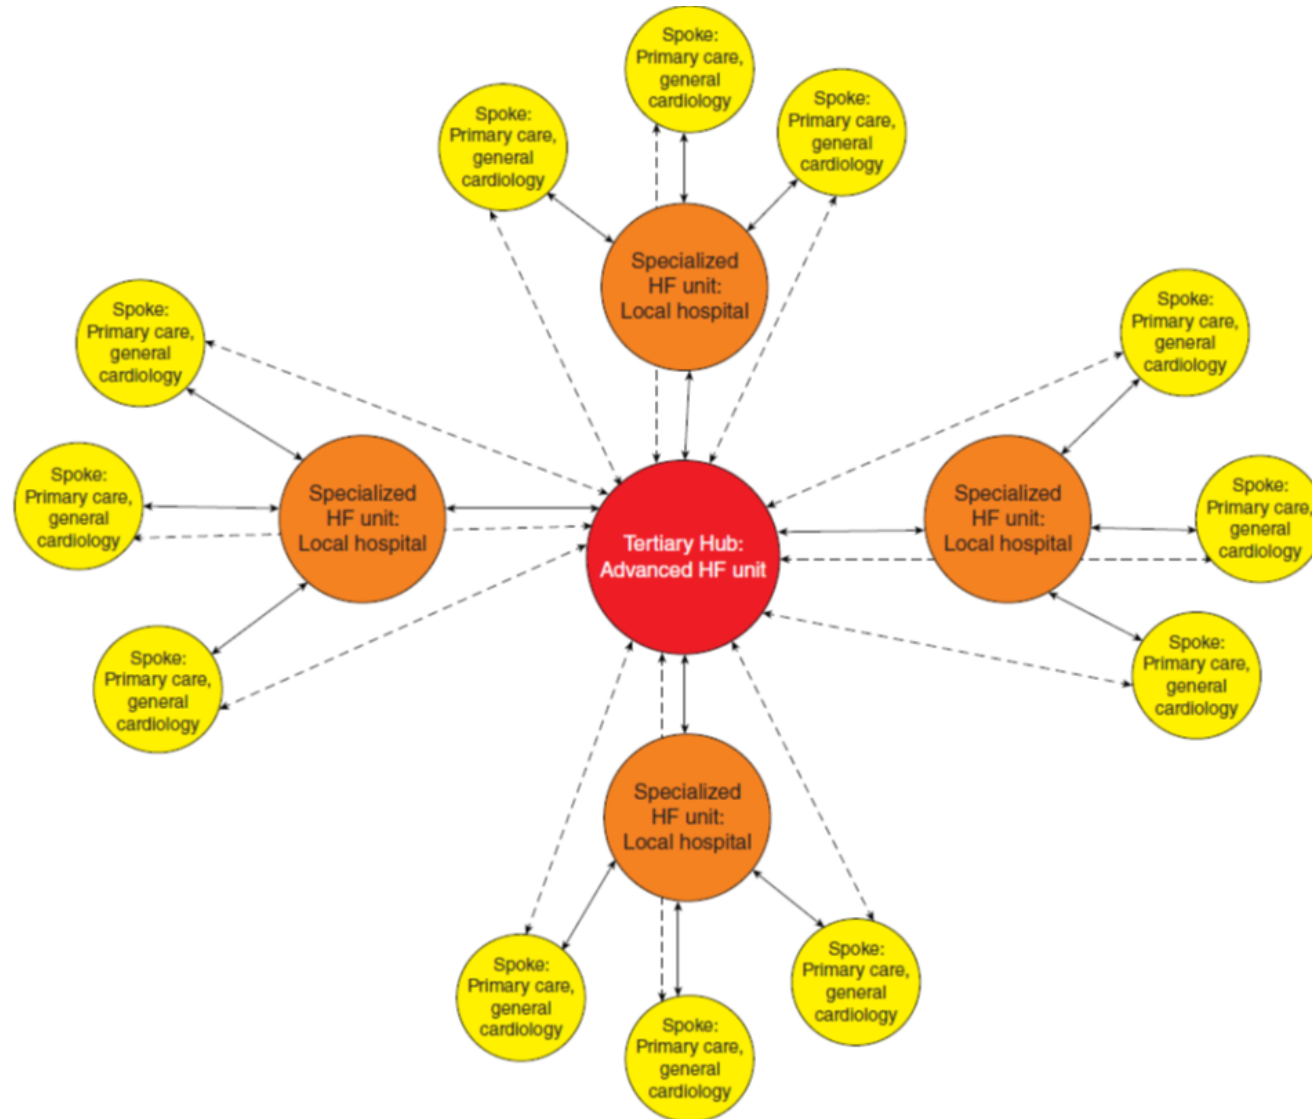 Spoke:
Primary care,
general
cardiology
Spoke:
Primary care,
general
cardiology
Spoke:
Primary care,
general
cardiology
Specialized
HF unit:
Local hospital
Spoke:
Primary care,
general
cardiology
Spoke:
Primary care,
general
cardiology
Spoke:
Primary care,
general
cardiology
Specialized
HF unit:
Local hospital
Tertiary Hub:
Advanced HF unit
Specialized
HF unit:
Local hospital
Spoke:
Primary care,
general
cardiology
Spoke:
Primary care,
general
cardiology
Spoke:
Primary care,
general
cardiology
Specialized
HF unit:
Local hospital
Spoke:
Primary care,
general
cardiology
Spoke:
Primary care,
general
cardiology
Spoke:
Primary care,
general
cardiology